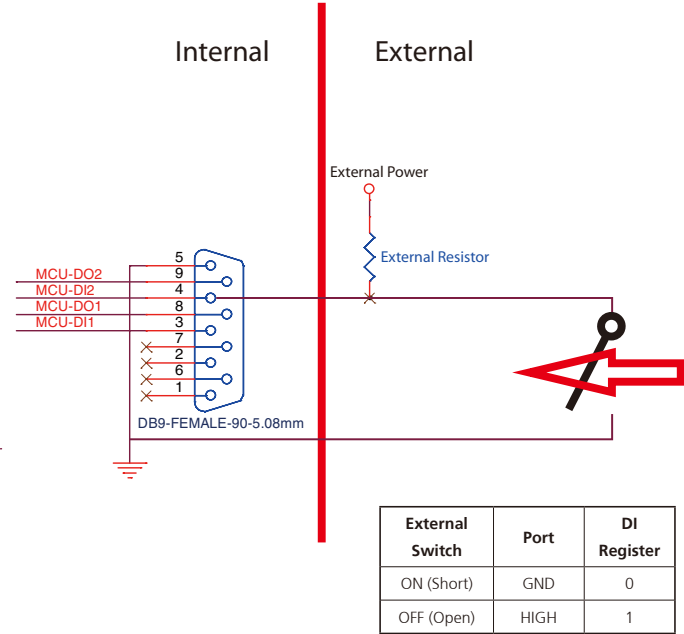 Internal
External
External Power
External Resistor
5
9
4
8
3
7
2
6
1
MCU-DO2
MCU-DI2
MCU-DO1
MCU-DI1
DB9-FEMALE-90-5.08mm
External Switch Port DI Register
ON (Short) GND 0
OFF (Open) HIGH 1